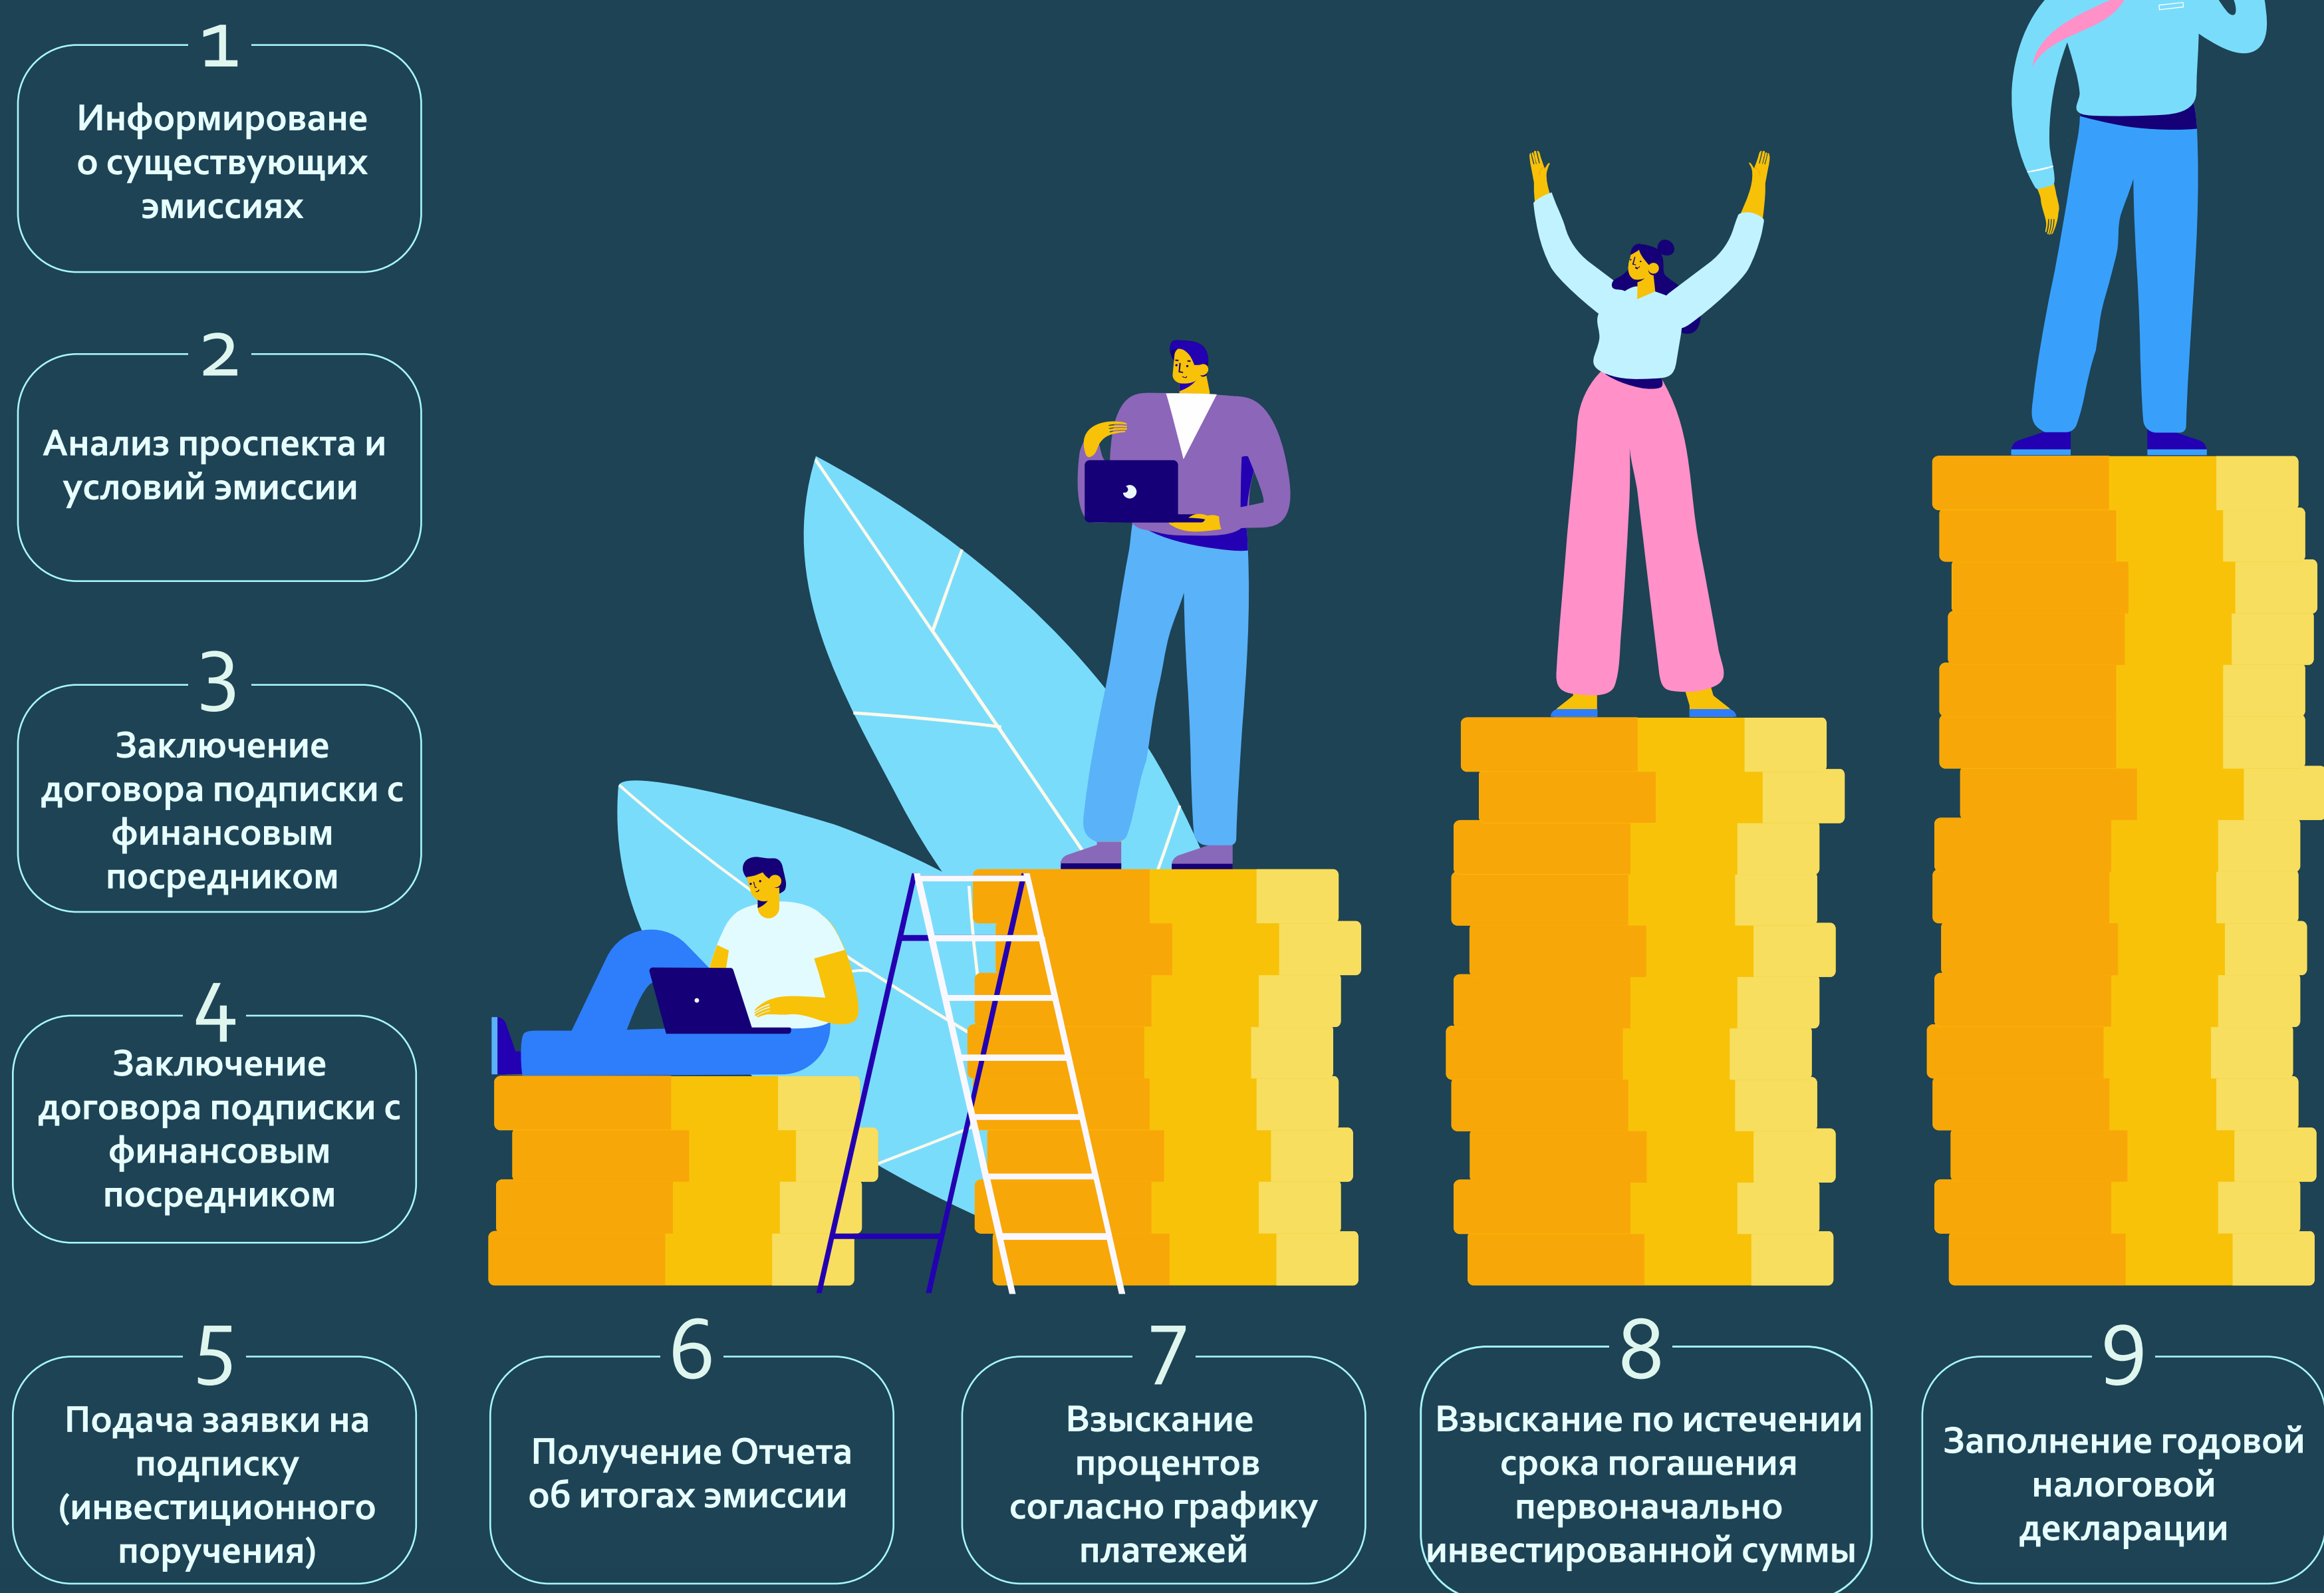 1
Информироване
о существующих
эмиссиях
2
Анализ проспекта и
условий эмиссии
3
Заключение
договора подписки с
финансовым
посредником
4
Заключение
договора подписки с
финансовым
посредником
5
Подача заявки на
подписку
(инвестиционного
поручения)
6
Получение Отчета
об итогах эмиссии
7
Взыскание
процентов
согласно графику
платежей
8
Взыскание по истечении
срока погашения
первоначально
инвестированной суммы
9
Заполнение годовой
налоговой
декларации